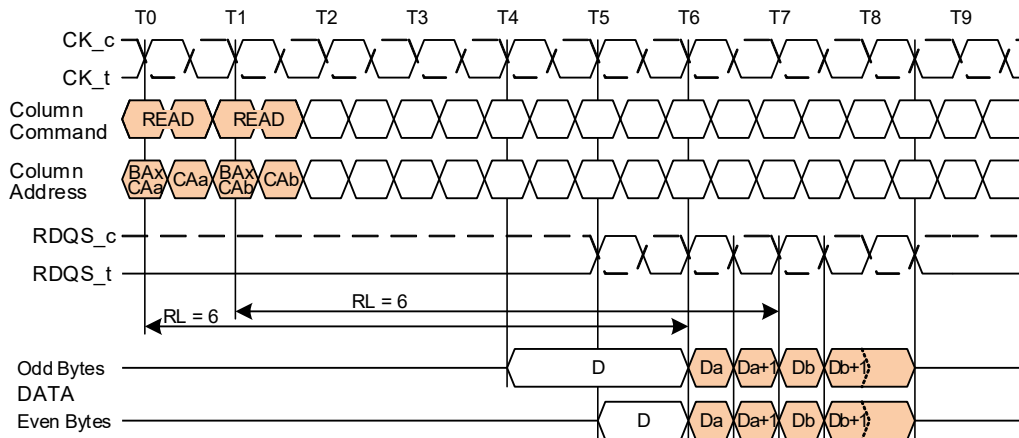 T0 T1 T2 T3 T4 T5 T6 T7 T8 T9
CK_c
CK_t
Column
Command
READ READ
Column
Address
BAx
CAa
CAa
BAx
CAb
CAb
RDQS_c
RDQS_t
RL = 6
RL = 6
Odd Bytes D Da Da+1 Db Db+1
DATA
Even Bytes D Da Da+1 Db Db+1